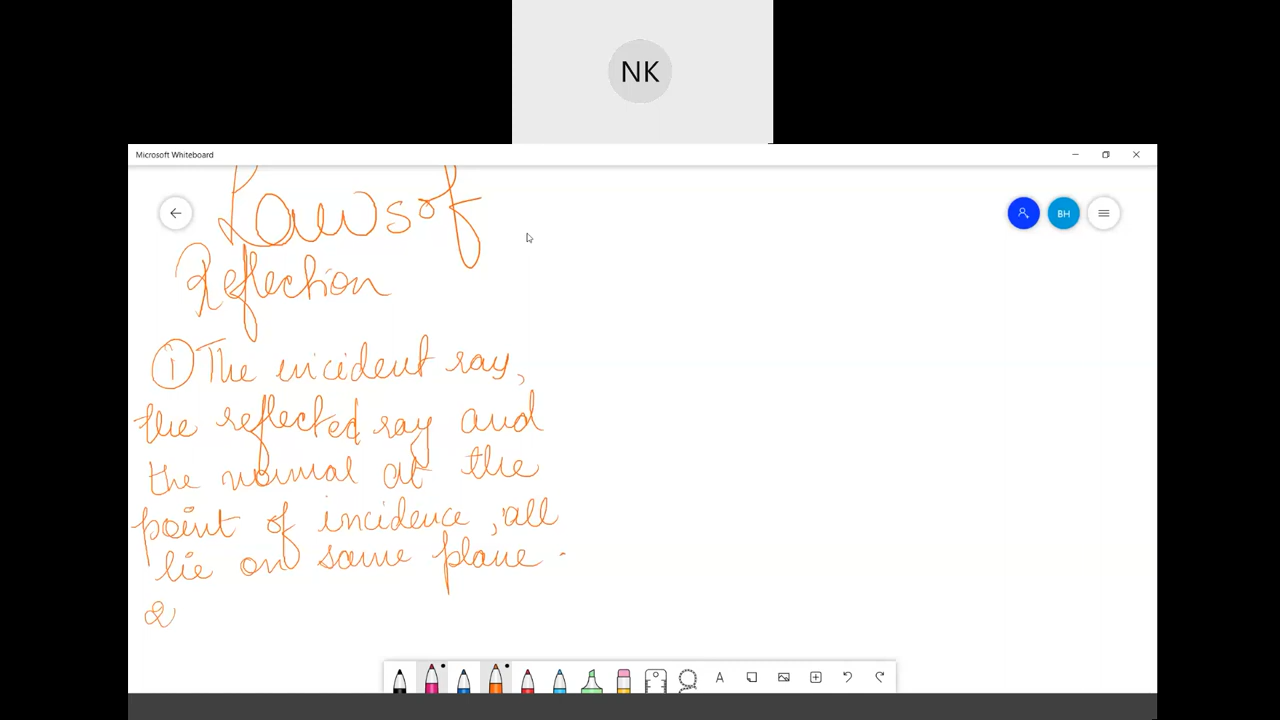 NK
Microsoft Whiteboard
BH
Laws of
Reflection
① The incident ray,
the reflected ray and
the normal at the
point of incidence, all
lie on same plane.
2
A